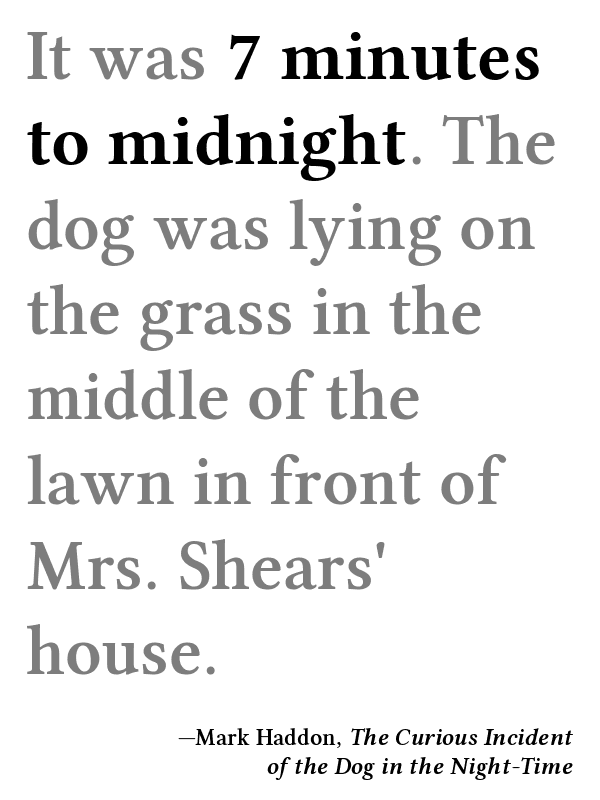 It was 7 minutes
to midnight. The
dog was lying on
the grass in the
middle of the
lawn in front of
Mrs. Shears'
house.
—Mark Haddon, The Curious Incident
of the Dog in the Night-Time